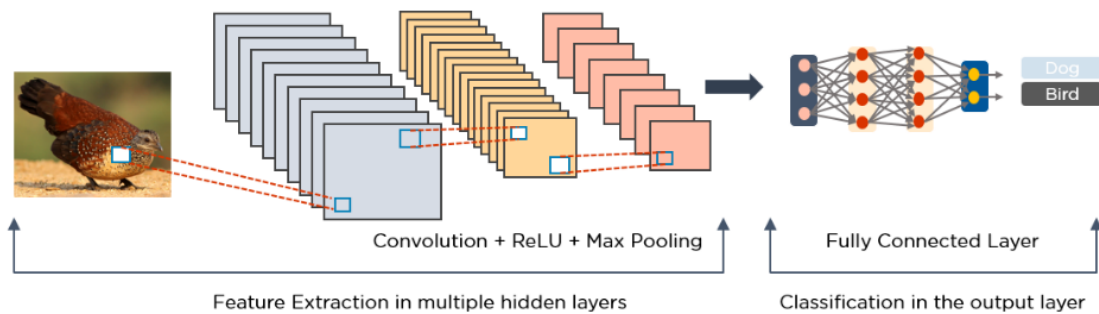 Dog
Bird
Convolution + ReLU + Max Pooling
Fully Connected Layer
Feature Extraction in multiple hidden layers
Classification in the output layer